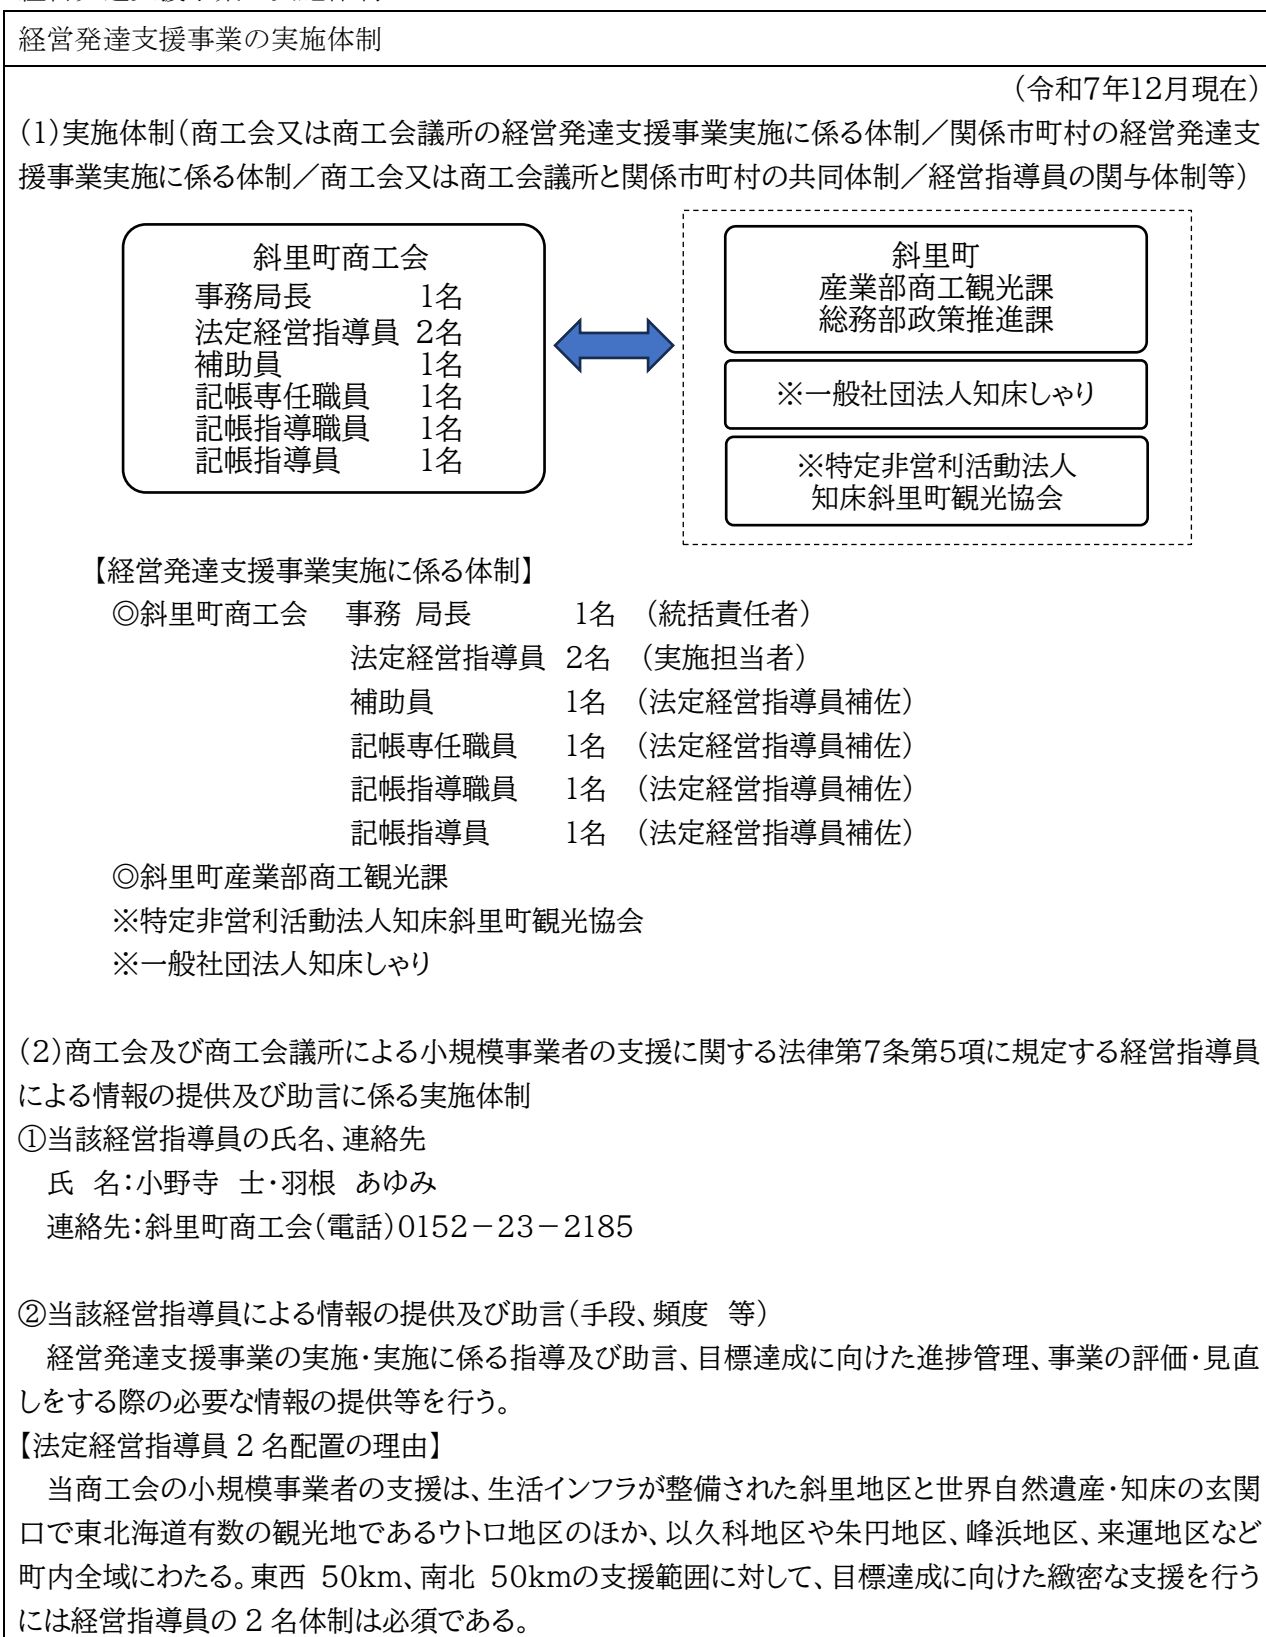 経営発達支援事業の実施体制
(令和7年12月現在)
(1)実施体制(商工会又は商工会議所の経営発達支援事業実施に係る体制／関係市町村の経営発達支
援事業実施に係る体制／商工会又は商工会議所と関係市町村の共同体制／経営指導員の関与体制等)
斜里町商工会
事務局長 1名
法定経営指導員 2名
補助員 1名
記帳専任職員 1名
記帳指導職員 1名
記帳指導員 1名
斜里町
産業部商工観光課
総務部政策推進課
※一般社団法人知床しゃり
※特定非営利活動法人
知床斜里町観光協会
【経営発達支援事業実施に係る体制】
◎斜里町商工会 事務 局長 1名 (統括責任者)
法定経営指導員 2名 (実施担当者)
補助員 1名 (法定経営指導員補佐)
記帳専任職員 1名 (法定経営指導員補佐)
記帳指導職員 1名 (法定経営指導員補佐)
記帳指導員 1名 (法定経営指導員補佐)
◎斜里町産業部商工観光課
※特定非営利活動法人知床斜里町観光協会
※一般社団法人知床しゃり
(2)商工会及び商工会議所による小規模事業者の支援に関する法律第7条第5項に規定する経営指導員
による情報の提供及び助言に係る実施体制
①当該経営指導員の氏名、連絡先
氏 名：小野寺 士・羽根 あゆみ
連絡先：斜里町商工会(電話)0152－23－2185
②当該経営指導員による情報の提供及び助言(手段、頻度 等)
経営発達支援事業の実施・実施に係る指導及び助言、目標達成に向けた進捗管理、事業の評価・見直
しをする際の必要な情報の提供等を行う。
【法定経営指導員 2 名配置の理由】
当商工会の小規模事業者の支援は、生活インフラが整備された斜里地区と世界自然遺産・知床の玄関
口で東北海道有数の観光地であるウトロ地区のほか、以久科地区や朱円地区、峰浜地区、来運地区など
町内全域にわたる。東西 50km、南北 50kmの支援範囲に対して、目標達成に向けた緻密な支援を行う
には経営指導員の 2 名体制は必須である。